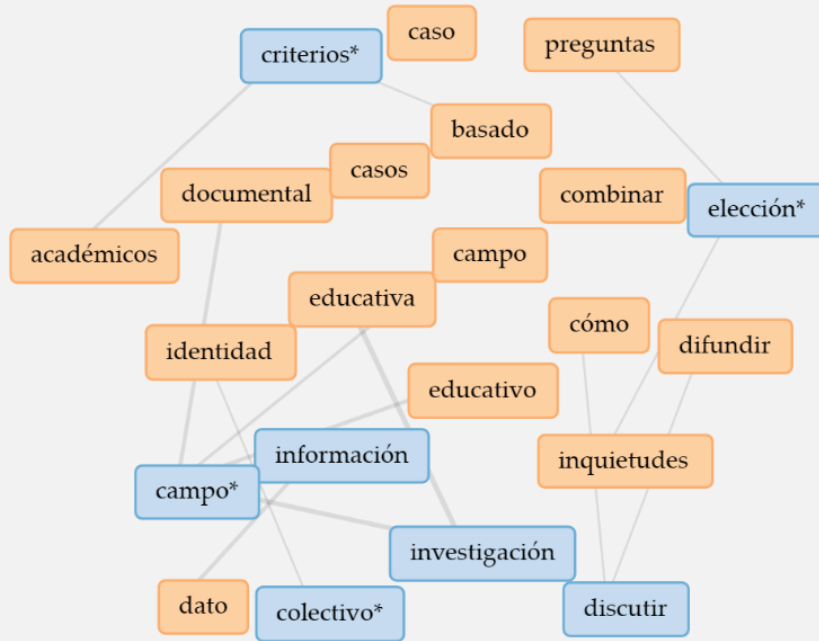 caso
criterios*
preguntas
basado
casos
documental
combinar
elección*
académicos
campo
educativa
cómo
identidad
difundir
educativo
información
inquietudes
campo*
investigación
dato
colectivo*
discutir